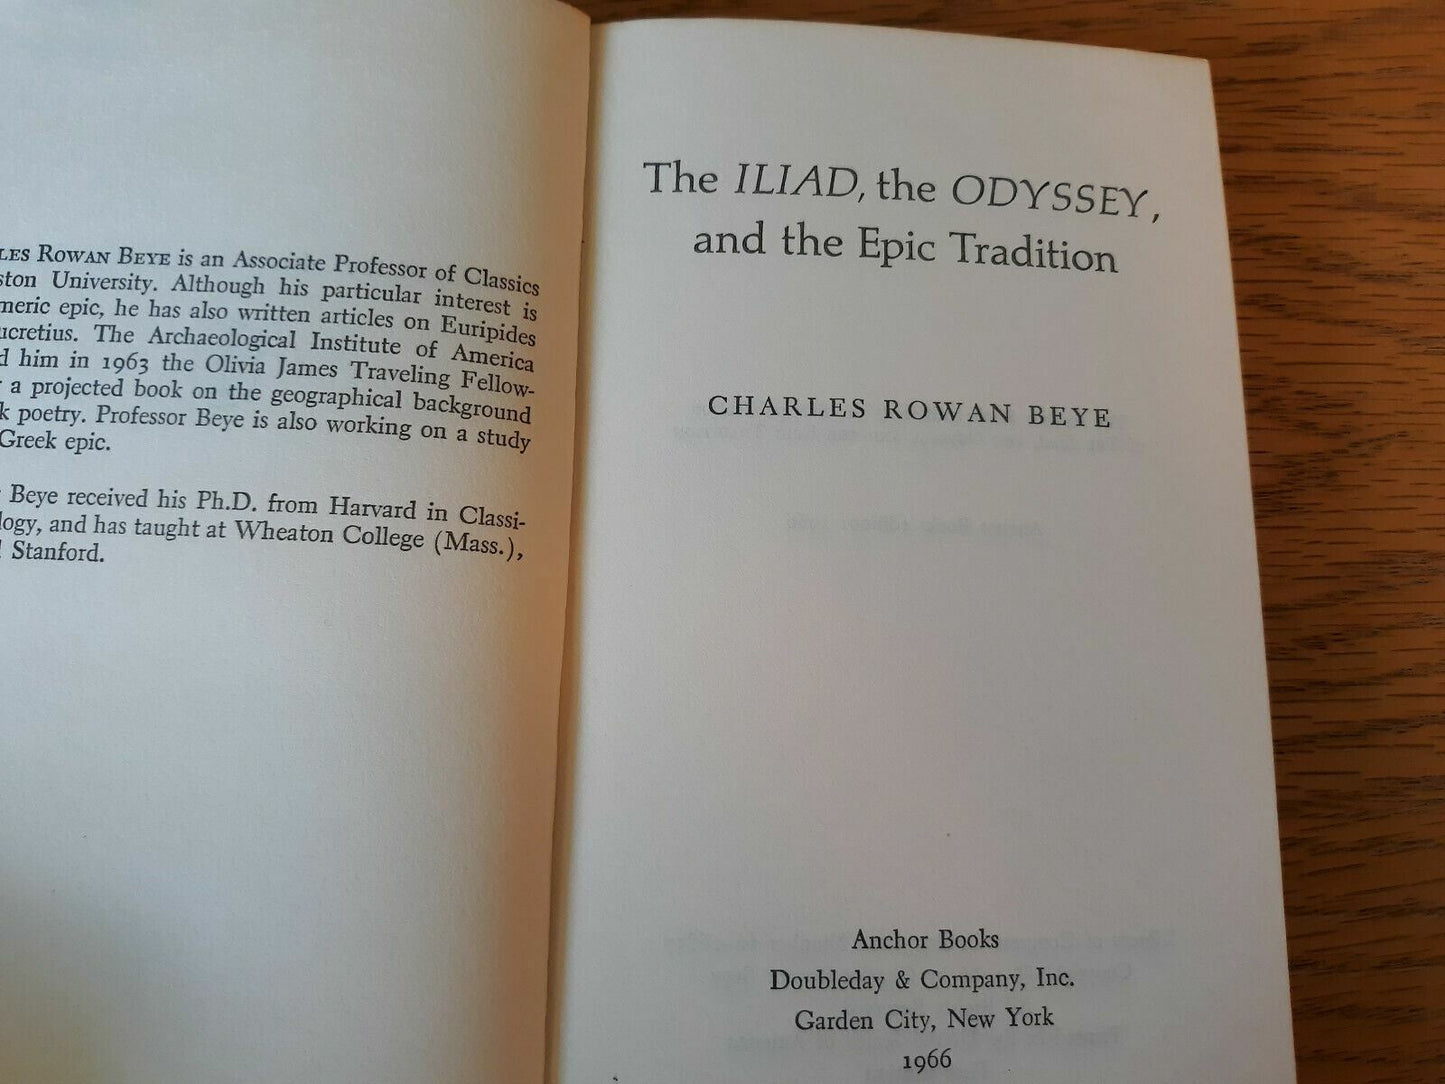 LES ROWAN BEYE is an Associate Professor of Classics
ston University. Although his particular interest is
meric epic, he has also written articles on Euripides
ucretius. The Archaeological Institute of America
d him in 1963 the Olivia James Traveling Fellow-
a projected book on the geographical background
k poetry. Professor Beye is also working on a study
Greek epic.
Beye received his Ph.D. from Harvard in Classi-
logy, and has taught at Wheaton College (Mass.),
Stanford.
The ILIAD, the ODYSSEY,
and the Epic Tradition
CHARLES ROWAN BEYE
Anchor Books
Doubleday & Company, Inc.
Garden City, New York
1966